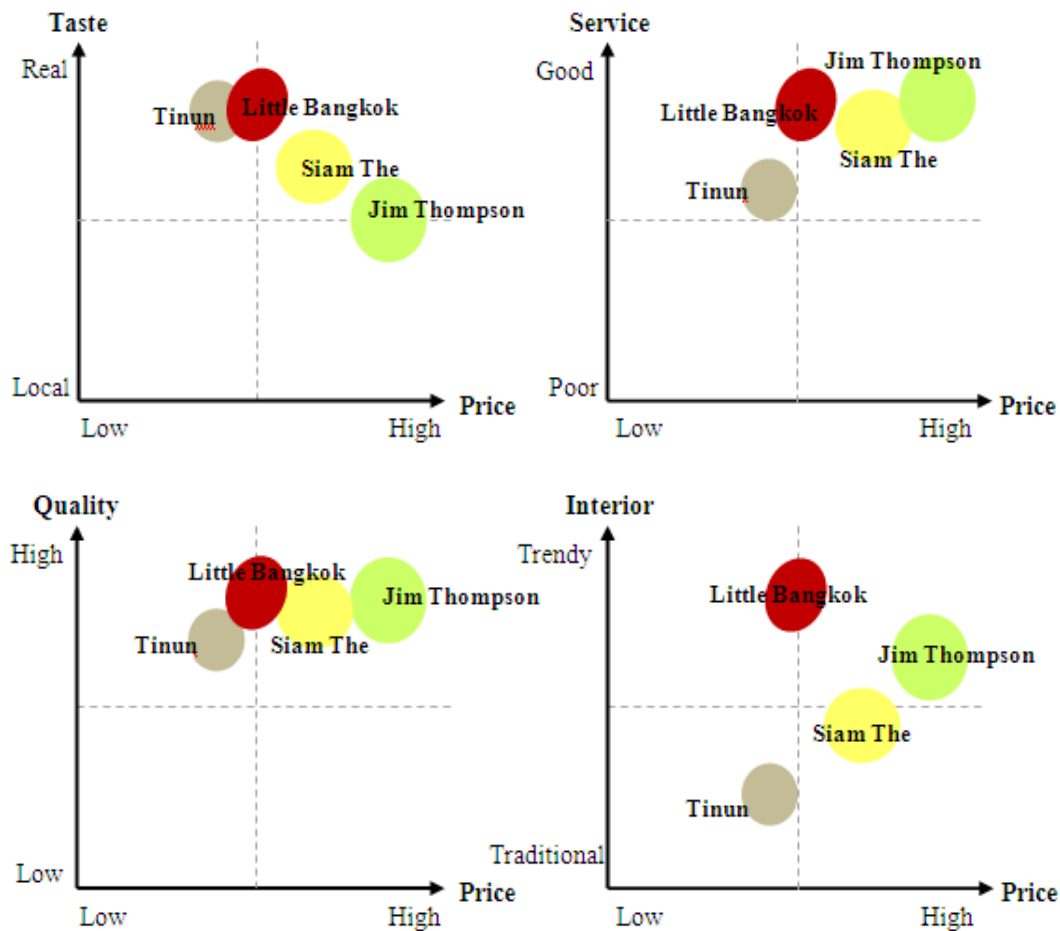 Taste
Real
Tinun
Little Bangkok
Siam The
Jim Thompson
Local
Low
High
Price
Service
Good
Jim Thompson
Little Bangkok
Siam The
Tinun
Poor
Low
High
Price
Quality
High
Little Bangkok
Jim Thompson
Tinun
Siam The
Low
Low
High
Price
Interior
Trendy
Little Bangkok
Jim Thompson
Siam The
Tinun
Traditional
Low
High
Price